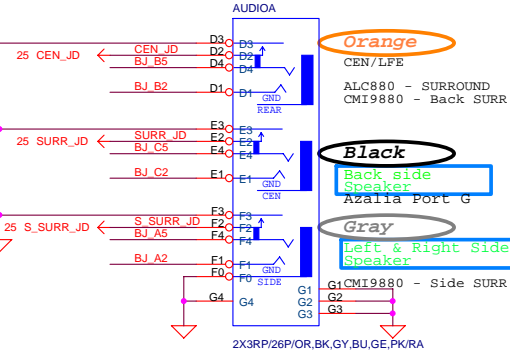 AUDIOA
D3 D3 Orange
25 CEN_JD CEN_JD D2 D2 CEN/LFE
BJ_B5 D4 D4
ALC880 - SURROUND
BJ_B2 D1 D1 CMI9880 - Back SURR
GND
REAR
E3 E3
25 SURR_JD SURR_JD E2 E2 Black
BJ_C5 E4 E4
Back side
BJ_C2 E1 E1 Speaker
GND Azalia Port G
CEN
F3 F3
25 S_SURR_JD S_SURR_JD F2 F2 Gray
BJ_A5 F4 F4
Left & Right Side
BJ_A2 F1 F1 Speaker
F0 F0 GND
SIDE G1 G1 CMI9880 - Side SURR
G4 G4 G2 G2
G3 G3
2X3RP/26P/OR,BK,GY,BU,GE,PK/RA